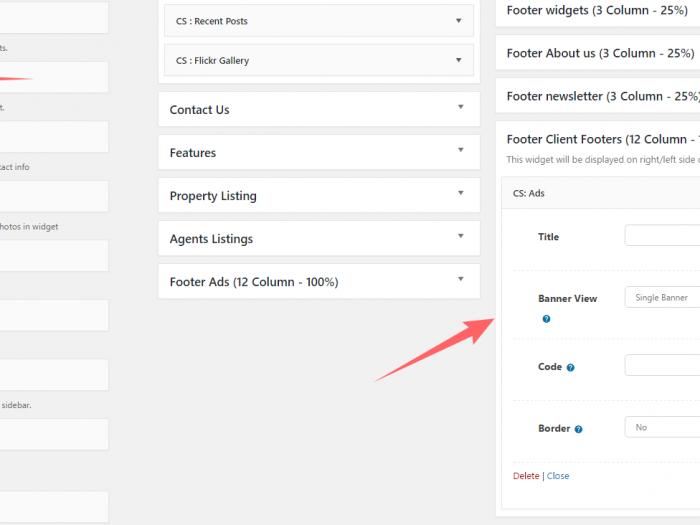 ts.
t.
tact info
photos in widget
sidebar.
CS : Recent Posts
CS : Flickr Gallery
Contact Us
Features
Property Listing
Agents Listings
Footer Ads (12 Column - 100%)
Footer widgets (3 Column - 25%)
Footer About us (3 Column - 25%)
Footer newsletter (3 Column - 25%)
Footer Client Footers (12 Column -
This widget will be displayed on right/left side
CS: Ads
Title
Banner View
Single Banner
Code
Border
No
Delete | Close